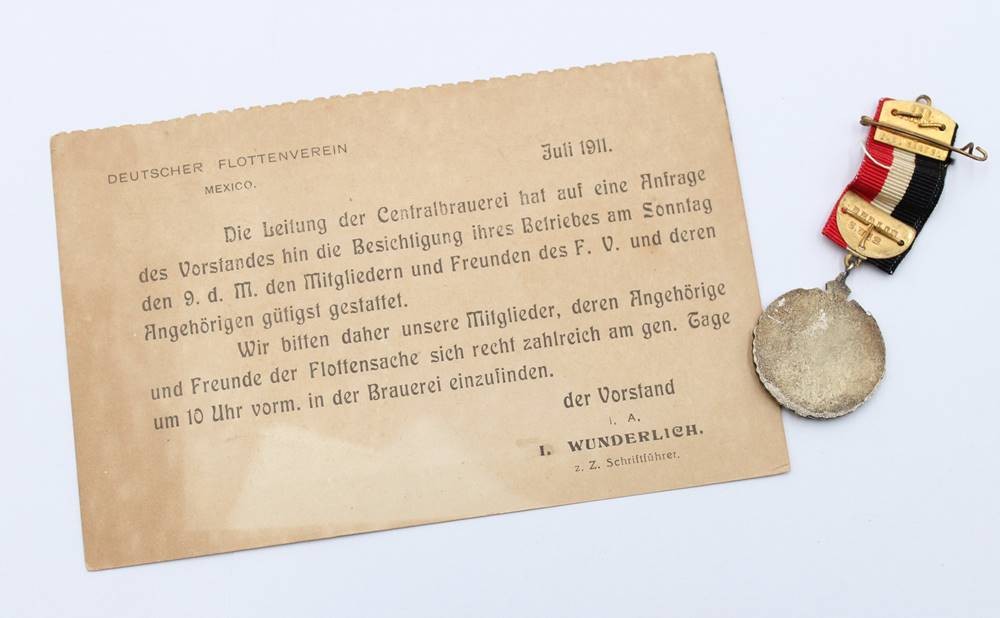 DEUTSCHER FLOTTENVEREIN
MEXICO.
Juli 1911.
Die Leitung der Centralbrauerei hat auf eine Anfrage
des Vorstandes hin die Besichtigung ihres Betriebes am Sonntag
den 9. d. M. den Mitgliedern und Freunden des F. V. und deren
Angehörigen gütigst gestattet.
Wir bitten daher unsere Mitglieder, deren Angehörige
und Freunde der Flottensache sich recht zahlreich am gen. Tage
um 10 Uhr vorm. in der Brauerei einzufinden.
der Vorstand
I. A.
I. WUNDERLICH.
z. Z. Schriftführer.
BERLIN